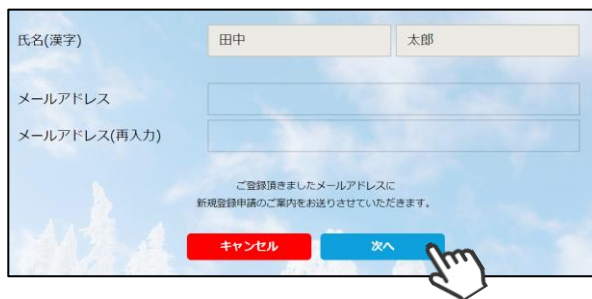 氏名(漢字) 田中 太郎
メールアドレス
メールアドレス(再入力)
ご登録頂きましたメールアドレスに
新規登録申請のご案内をお送りさせていただきます。
キャンセル 次へ